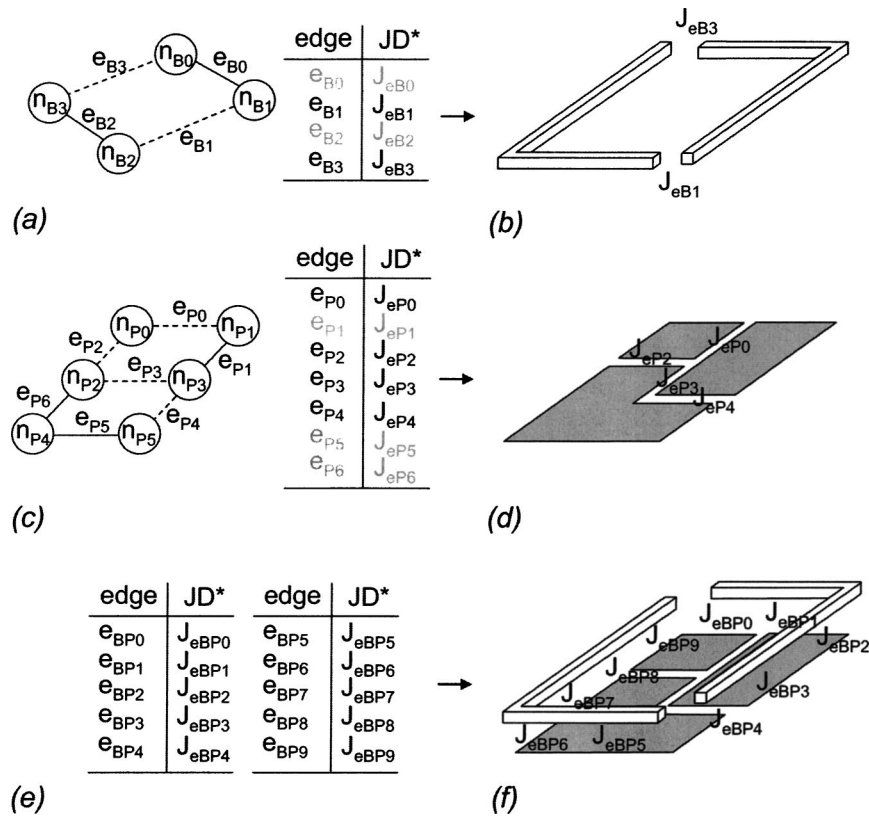 edge JD*
e_B0 J_eB0
e_B1 J_eB1
e_B2 J_eB2
e_B3 J_eB3
n_B0
n_B1
n_B2
n_B3
e_B0
e_B1
e_B2
e_B3
(a)
J_eB3
J_eB1
(b)
edge JD*
e_P0 J_eP0
e_P1 J_eP1
e_P2 J_eP2
e_P3 J_eP3
e_P4 J_eP4
e_P5 J_eP5
e_P6 J_eP6
n_P0 e_P0 n_P1
e_P2 e_P1
n_P2 e_P3 n_P3
e_P6 e_P4
n_P4 e_P5 n_P5
(c)
J_eP2 J_eP0
J_eP3
J_eP4
(d)
edge JD* edge JD*
e_BP0 J_eBP0 e_BP5 J_eBP5
e_BP1 J_eBP1 e_BP6 J_eBP6
e_BP2 J_eBP2 e_BP7 J_eBP7
e_BP3 J_eBP3 e_BP8 J_eBP8
e_BP4 J_eBP4 e_BP9 J_eBP9
(e)
J_eBP0 J_eBP1
J_eBP9 J_eBP2
J_eBP8 J_eBP3
J_eBP7
J_eBP4
J_eBP6 J_eBP5
(f)